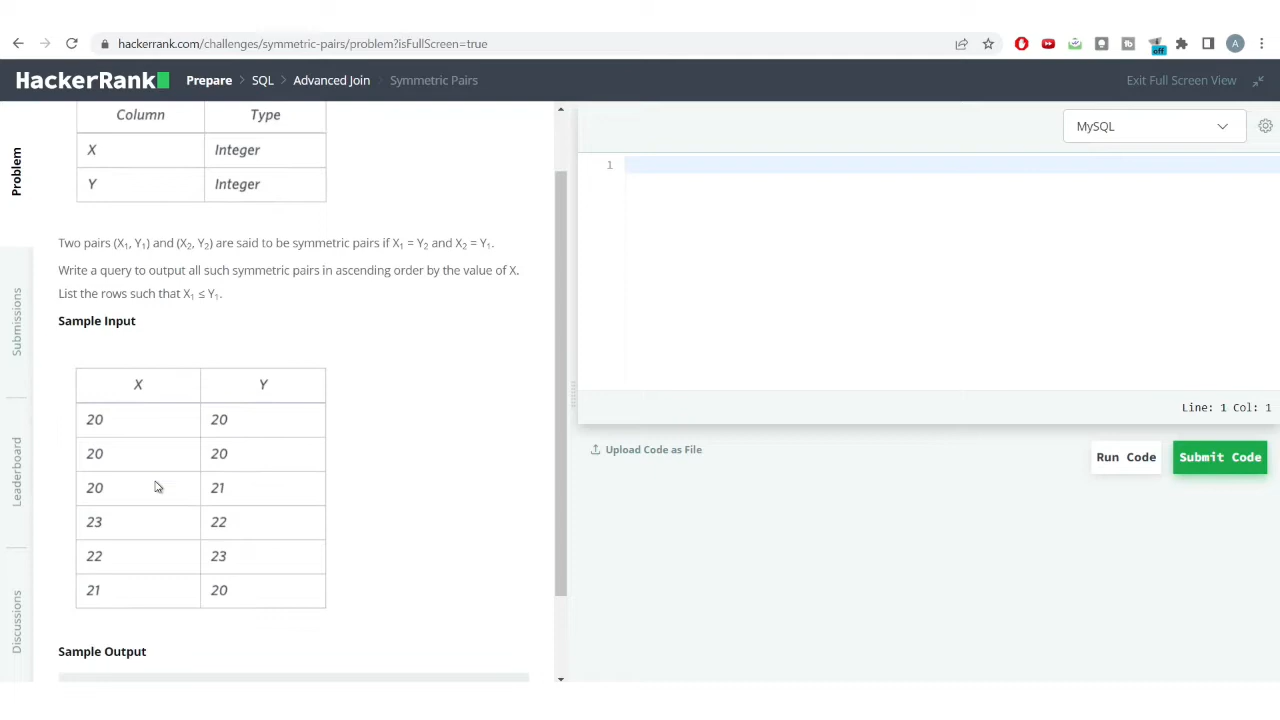 hackerrank.com/challenges/symmetric-pairs/problem?isFullScreen=true
off
A
HackerRank
Prepare > SQL > Advanced Join > Symmetric Pairs
Exit Full Screen View
Problem
Submissions
Leaderboard
Discussions
Column Type
X Integer
Y Integer
Two pairs (X₁, Y₁) and (X₂, Y₂) are said to be symmetric pairs if X₁ = Y₂ and X₂ = Y₁.
Write a query to output all such symmetric pairs in ascending order by the value of X.
List the rows such that X₁ ≤ Y₁.
Sample Input
X Y
20 20
20 20
20 21
23 22
22 23
21 20
Sample Output
MySQL
1
Line: 1 Col: 1
Upload Code as File
Run Code
Submit Code